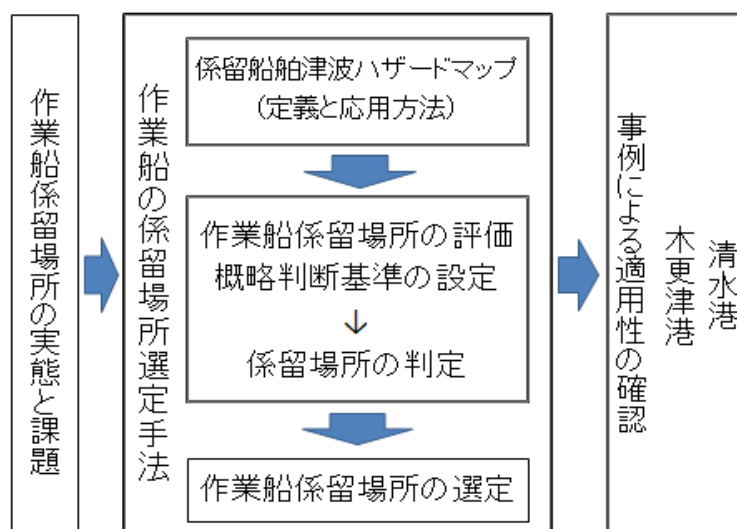 作業船係留場所の実態と課題
作業船の係留場所選定手法
係留船舶津波ハザードマップ
(定義と応用方法)
作業船係留場所の評価
概略判断基準の設定
↓
係留場所の判定
作業船係留場所の選定
事例による適用性の確認
清水港
木更津港